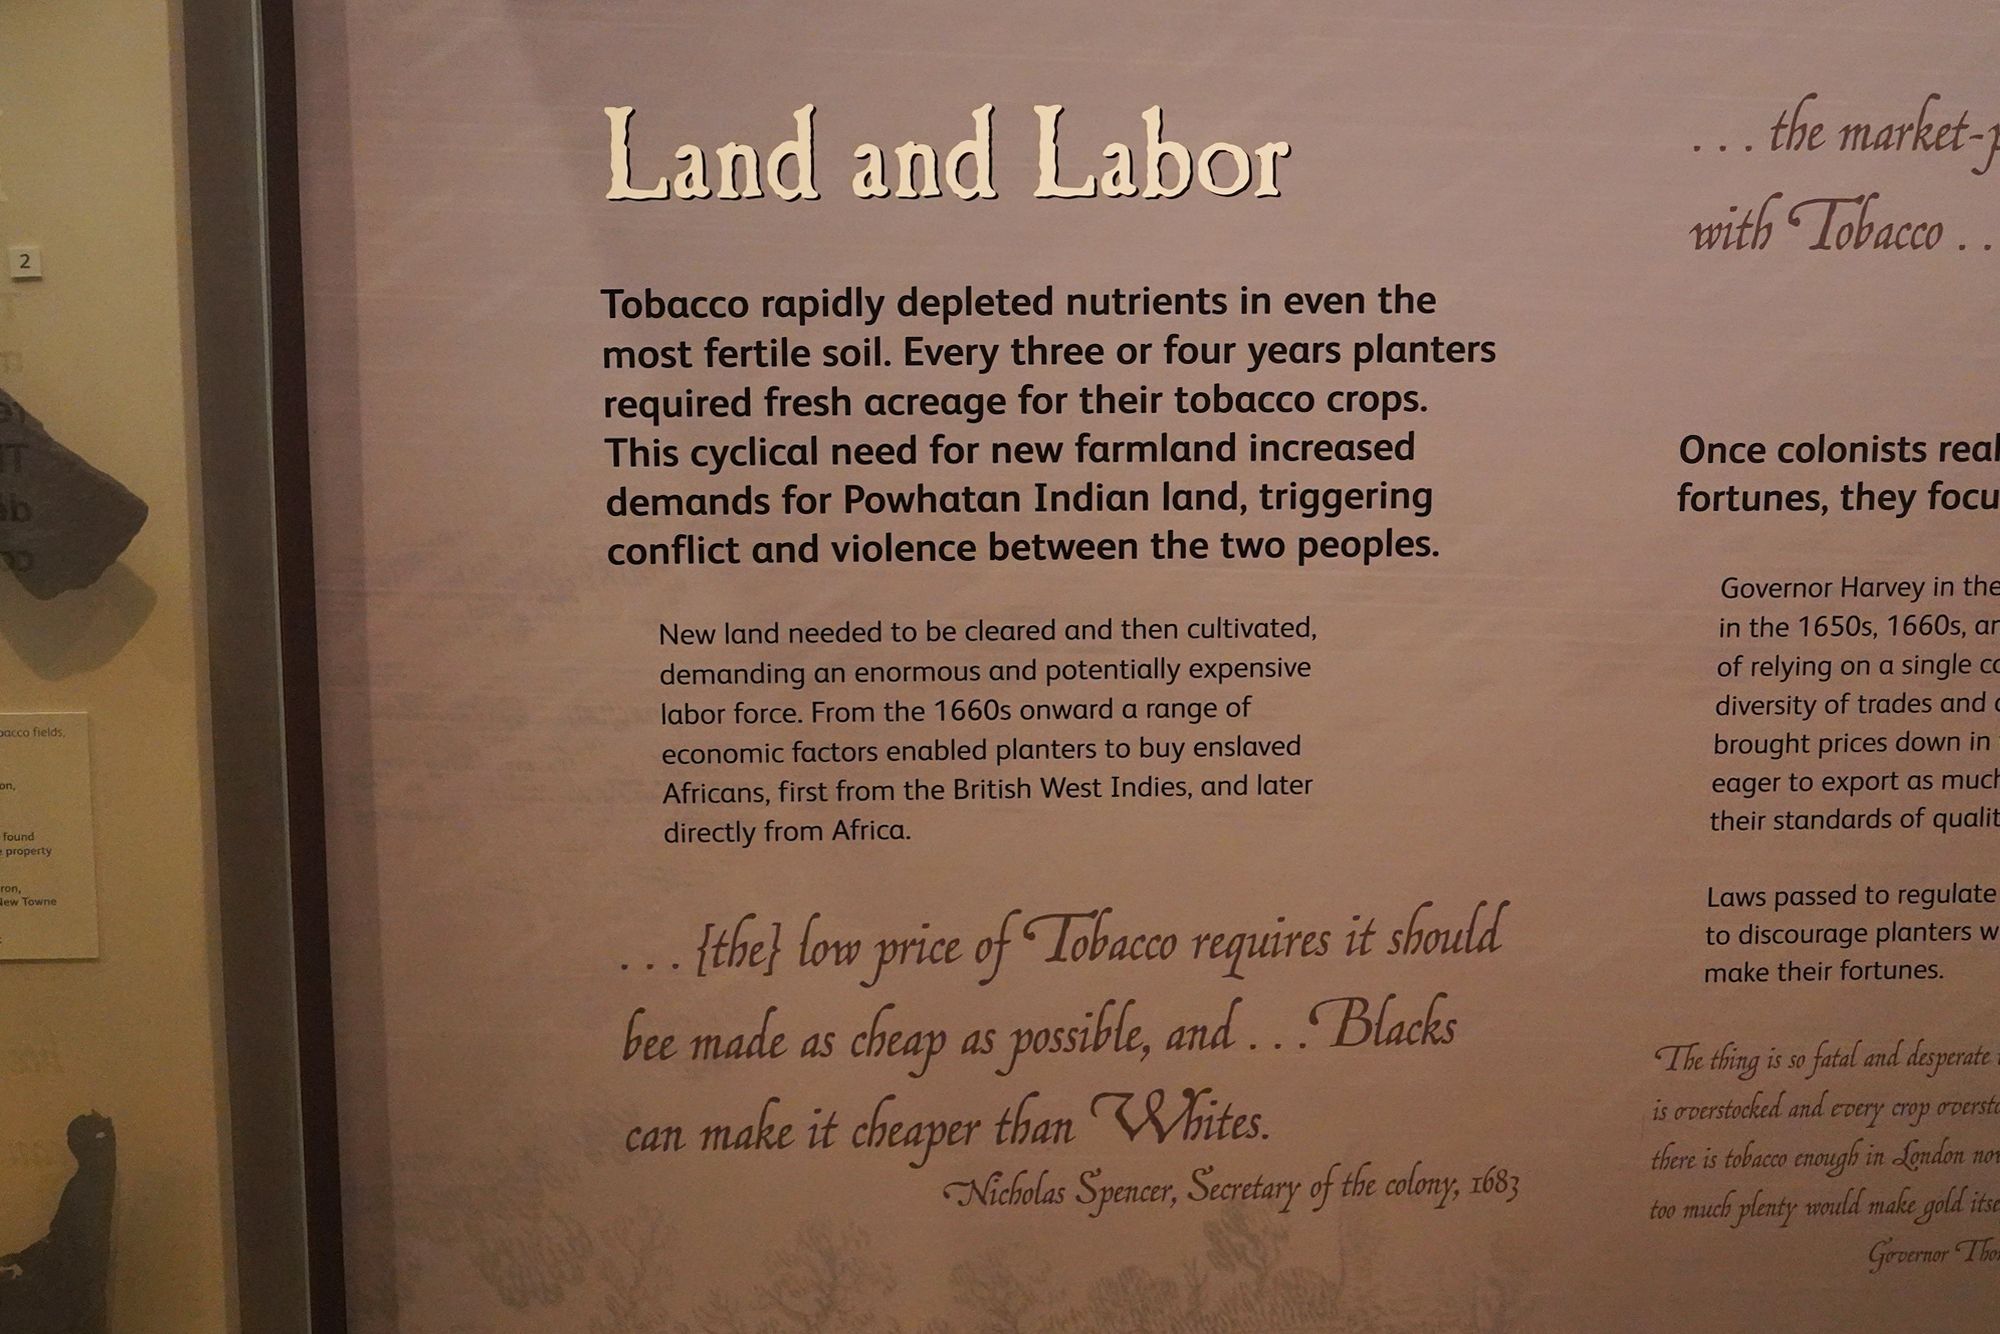 Land and Labor
Tobacco rapidly depleted nutrients in even the
most fertile soil. Every three or four years planters
required fresh acreage for their tobacco crops.
This cyclical need for new farmland increased
demands for Powhatan Indian land, triggering
conflict and violence between the two peoples.
New land needed to be cleared and then cultivated,
demanding an enormous and potentially expensive
labor force. From the 1660s onward a range of
economic factors enabled planters to buy enslaved
Africans, first from the British West Indies, and later
directly from Africa.
. . . {the} low price of Tobacco requires it should
bee made as cheap as possible, and . . . Blacks
can make it cheaper than Whites.
Nicholas Spencer, Secretary of the colony, 1683
. . . the market-
with Tobacco . .
Once colonists
fortunes, they
Governor Harvey in the
in the 1650s, 1660s,
of relying on a single
diversity of trades and
brought prices down in
eager to export as much
their standards of
Laws passed to regulate
to discourage planters
make their fortunes.
The thing is so fatal and desperate
is overstocked and every crop
there is tobacco enough in London
too much plenty would make gold
Governor
2
fields,
found
property
New Towne